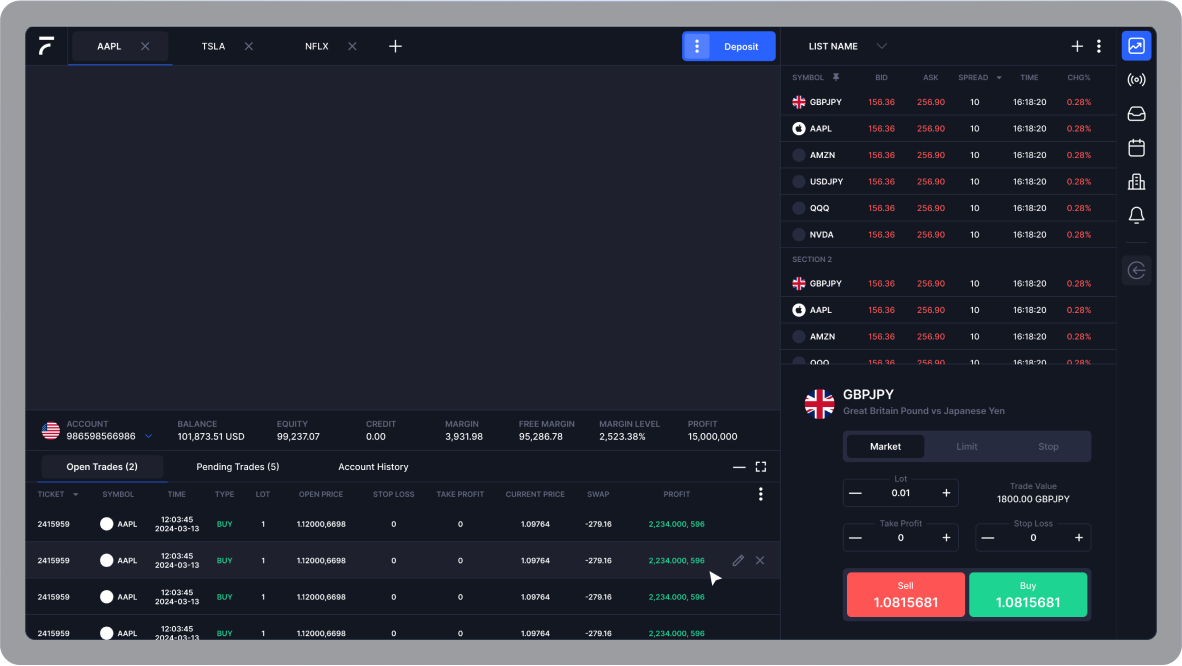 AAPL TSLA NFLX Deposit
LIST NAME
SYMBOL BID ASK SPREAD TIME CHG%
GBPJPY 156.36 256.90 10 16:18:20 0.28%
AAPL 156.36 256.90 10 16:18:20 0.28%
AMZN 156.36 256.90 10 16:18:20 0.28%
USDJPY 156.36 256.90 10 16:18:20 0.28%
QQQ 156.36 256.90 10 16:18:20 0.28%
NVDA 156.36 256.90 10 16:18:20 0.28%
SECTION 2
GBPJPY 156.36 256.90 10 16:18:20 0.28%
AAPL 156.36 256.90 10 16:18:20 0.28%
AMZN 156.36 256.90 10 16:18:20 0.28%
QQQ 156.36 256.90 10 16:18:20 0.28%
ACCOUNT BALANCE EQUITY CREDIT MARGIN FREE MARGIN MARGIN LEVEL PROFIT
986598566986 101,873.51 USD 99,237.07 0.00 3,931.98 95,286.78 2,523.38% 15,000,000
Open Trades (2) Pending Trades (5) Account History
TICKET SYMBOL TIME TYPE LOT OPEN PRICE STOP LOSS TAKE PROFIT CURRENT PRICE SWAP PROFIT
2415959 AAPL 12:03:45 2024-03-13 BUY 1 1.12000,6698 0 0 1.09764 -279.16 2,234.000, 596
2415959 AAPL 12:03:45 2024-03-13 BUY 1 1.12000,6698 0 0 1.09764 -279.16 2,234.000, 596
2415959 AAPL 12:03:45 2024-03-13 BUY 1 1.12000,6698 0 0 1.09764 -279.16 2,234.000, 596
2415959 AAPL 12:03:45 2024-03-13 BUY 1 1.12000,6698 0 0 1.09764 -279.16 2,234.000, 596
GBPJPY
Great Britain Pound vs Japanese Yen
Market Limit Stop
Lot
0.01
Trade Value
1800.00 GBPJPY
Take Profit
0
Stop Loss
0
Sell
1.0815681
Buy
1.0815681